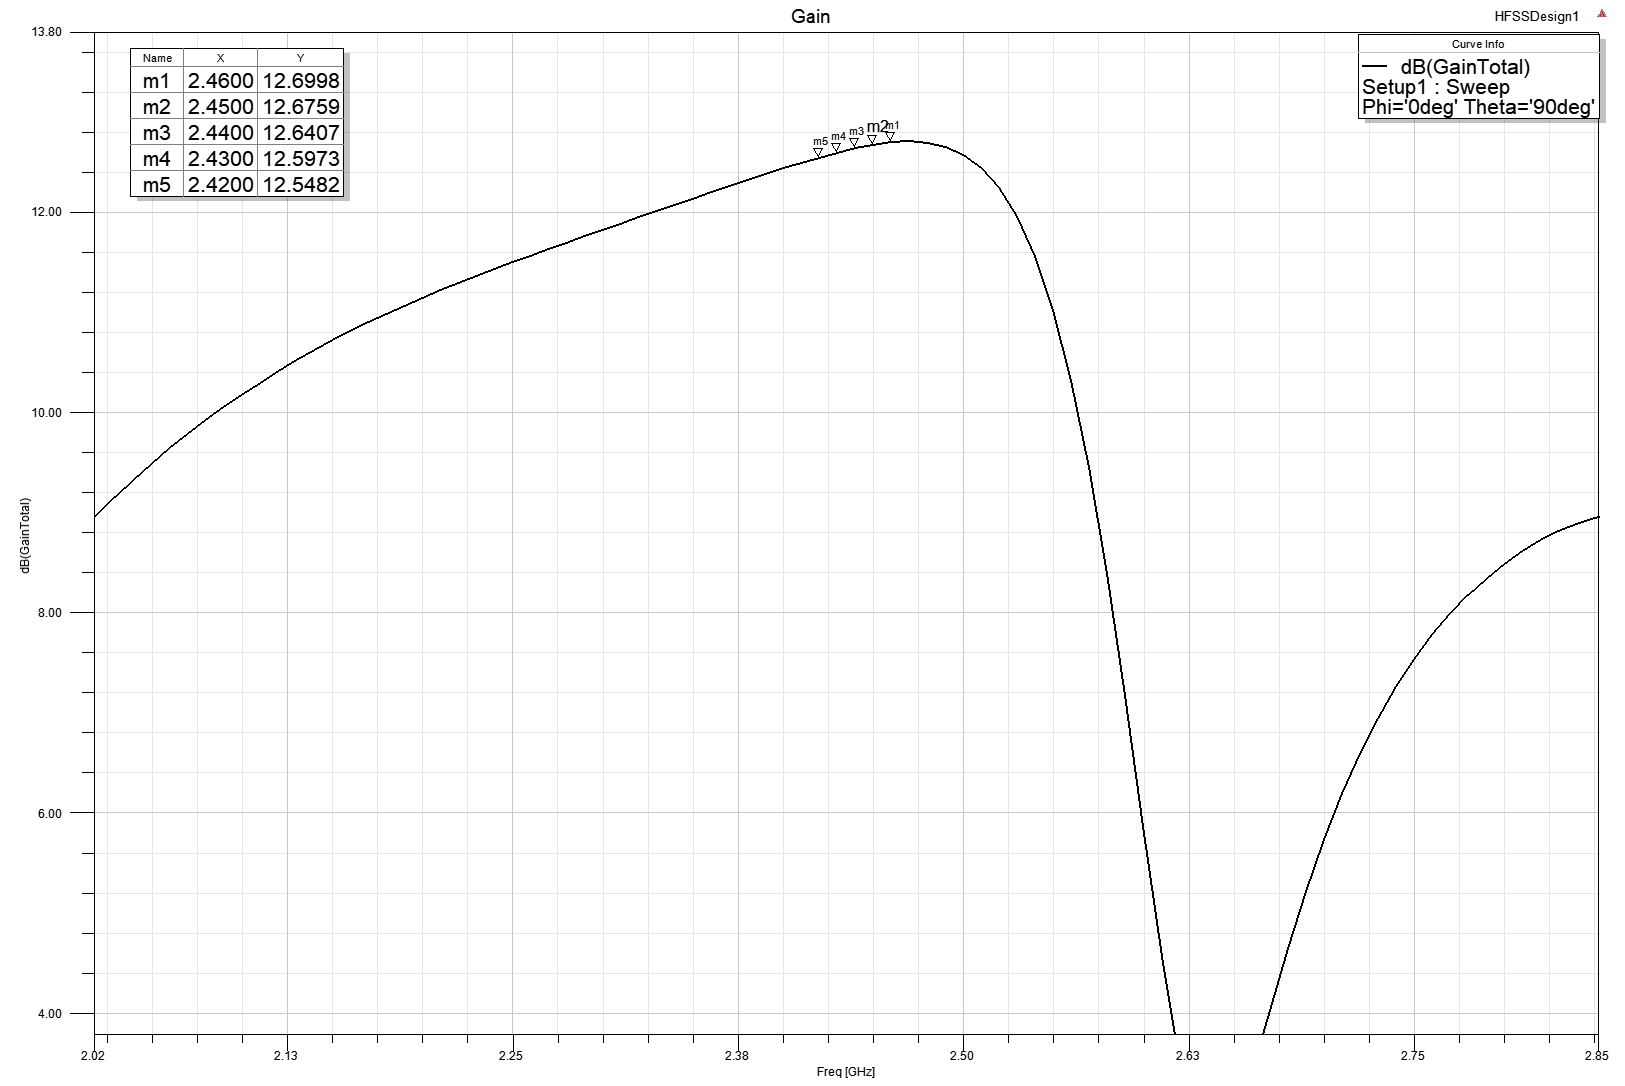 Gain
HFSSDesign1
13.80
12.00
10.00
8.00
6.00
4.00
dB(GainTotal)
Name X Y
m1 2.4600 12.6998
m2 2.4500 12.6759
m3 2.4400 12.6407
m4 2.4300 12.5973
m5 2.4200 12.5482
Curve Info
dB(GainTotal)
Setup1 : Sweep
Phi='0deg' Theta='90deg'
m5 m4 m3 m2 m1
2.02 2.13 2.25 2.38 2.50 2.63 2.75 2.85
Freq [GHz]